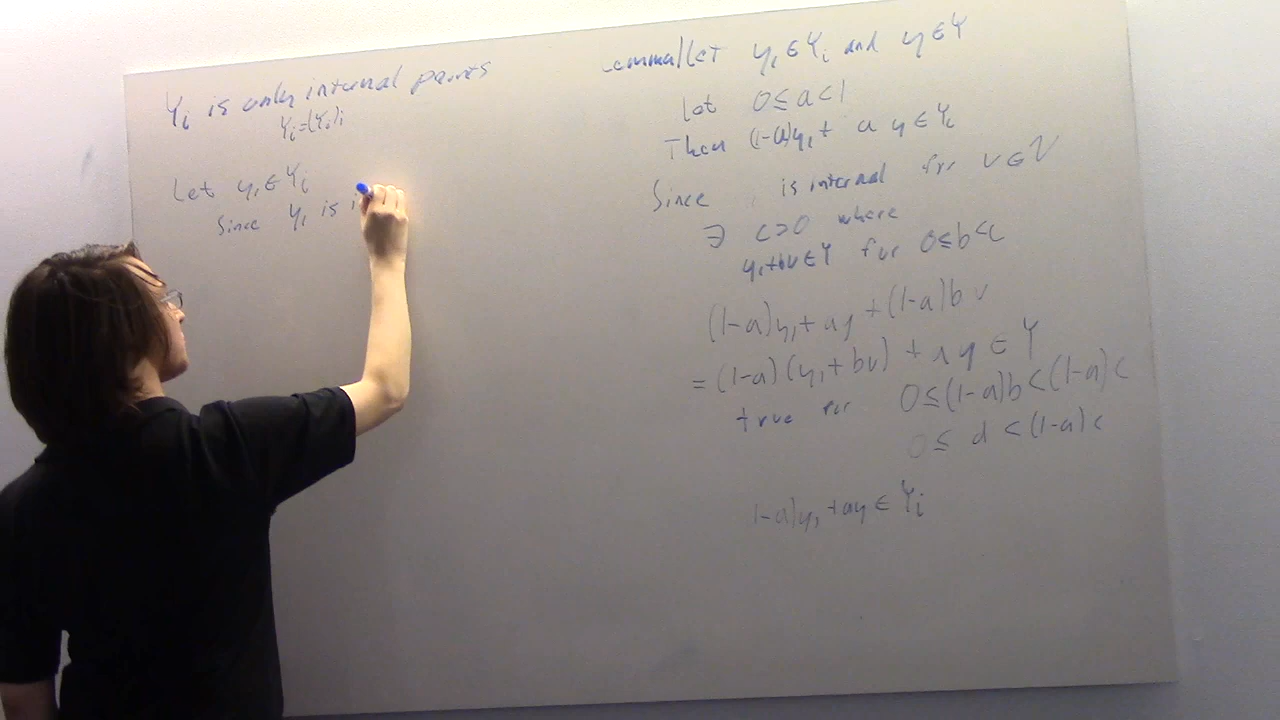 Yᵢ is only internal points
Yᵢ=(Yᵢ)ᵢ
Let y₁∈Yᵢ
Since y₁ is i
emma/Let y₁∈Yᵢ and y∈Y
Let 0≤a<1
Then (1-a)y₁+ a y ∈Yᵢ
Since is internal for v∈V
∃ c>0 where
y₁+bv∈Y for 0≤b<c
(1-a)y₁+ay+(1-a)b v
=(1-a)(y₁+bv) + a y ∈ Y
true for 0≤(1-a)b<(1-a)c
0≤ d <(1-a)c
1-a)y₁+ay∈Yᵢ